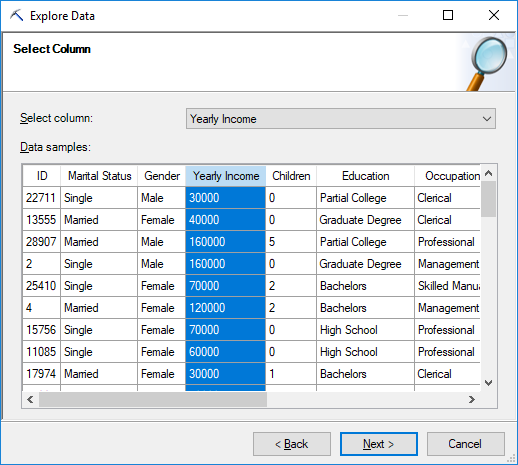 Explore Data
Select Column
Select column: Yearly Income
Data samples:
ID Marital Status Gender Yearly Income Children Education Occupation
22711 Single Male 30000 0 Partial College Clerical
13555 Married Female 40000 0 Graduate Degree Clerical
28907 Married Male 160000 5 Partial College Professional
2 Single Male 160000 0 Graduate Degree Management
25410 Single Female 70000 2 Bachelors Skilled Manu
4 Married Female 120000 2 Bachelors Management
15756 Single Female 70000 0 High School Professional
11085 Single Female 60000 0 High School Professional
17974 Married Female 30000 1 Bachelors Clerical
< Back Next > Cancel